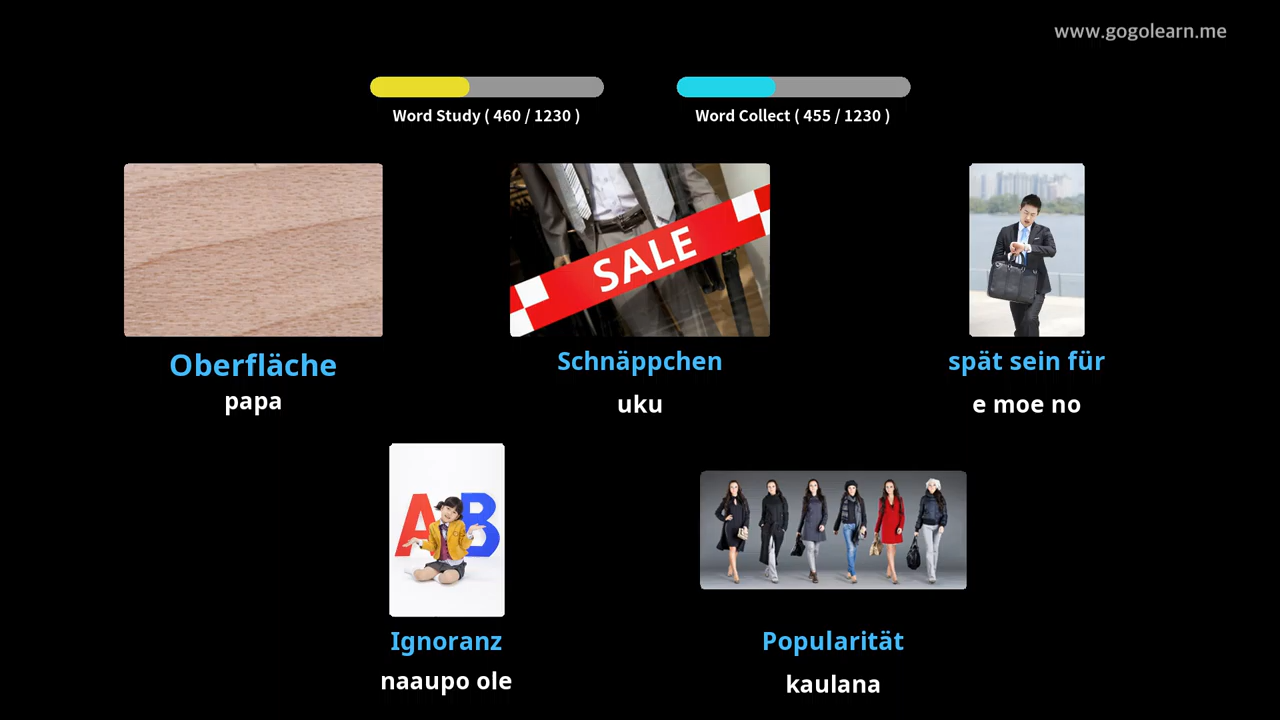 www.gogolearn.me
Word Study ( 460 / 1230 )
Word Collect ( 455 / 1230 )
SALE
Oberfläche
papa
Schnäppchen
uku
spät sein für
e moe no
AB
Ignoranz
naaupo ole
Popularität
kaulana